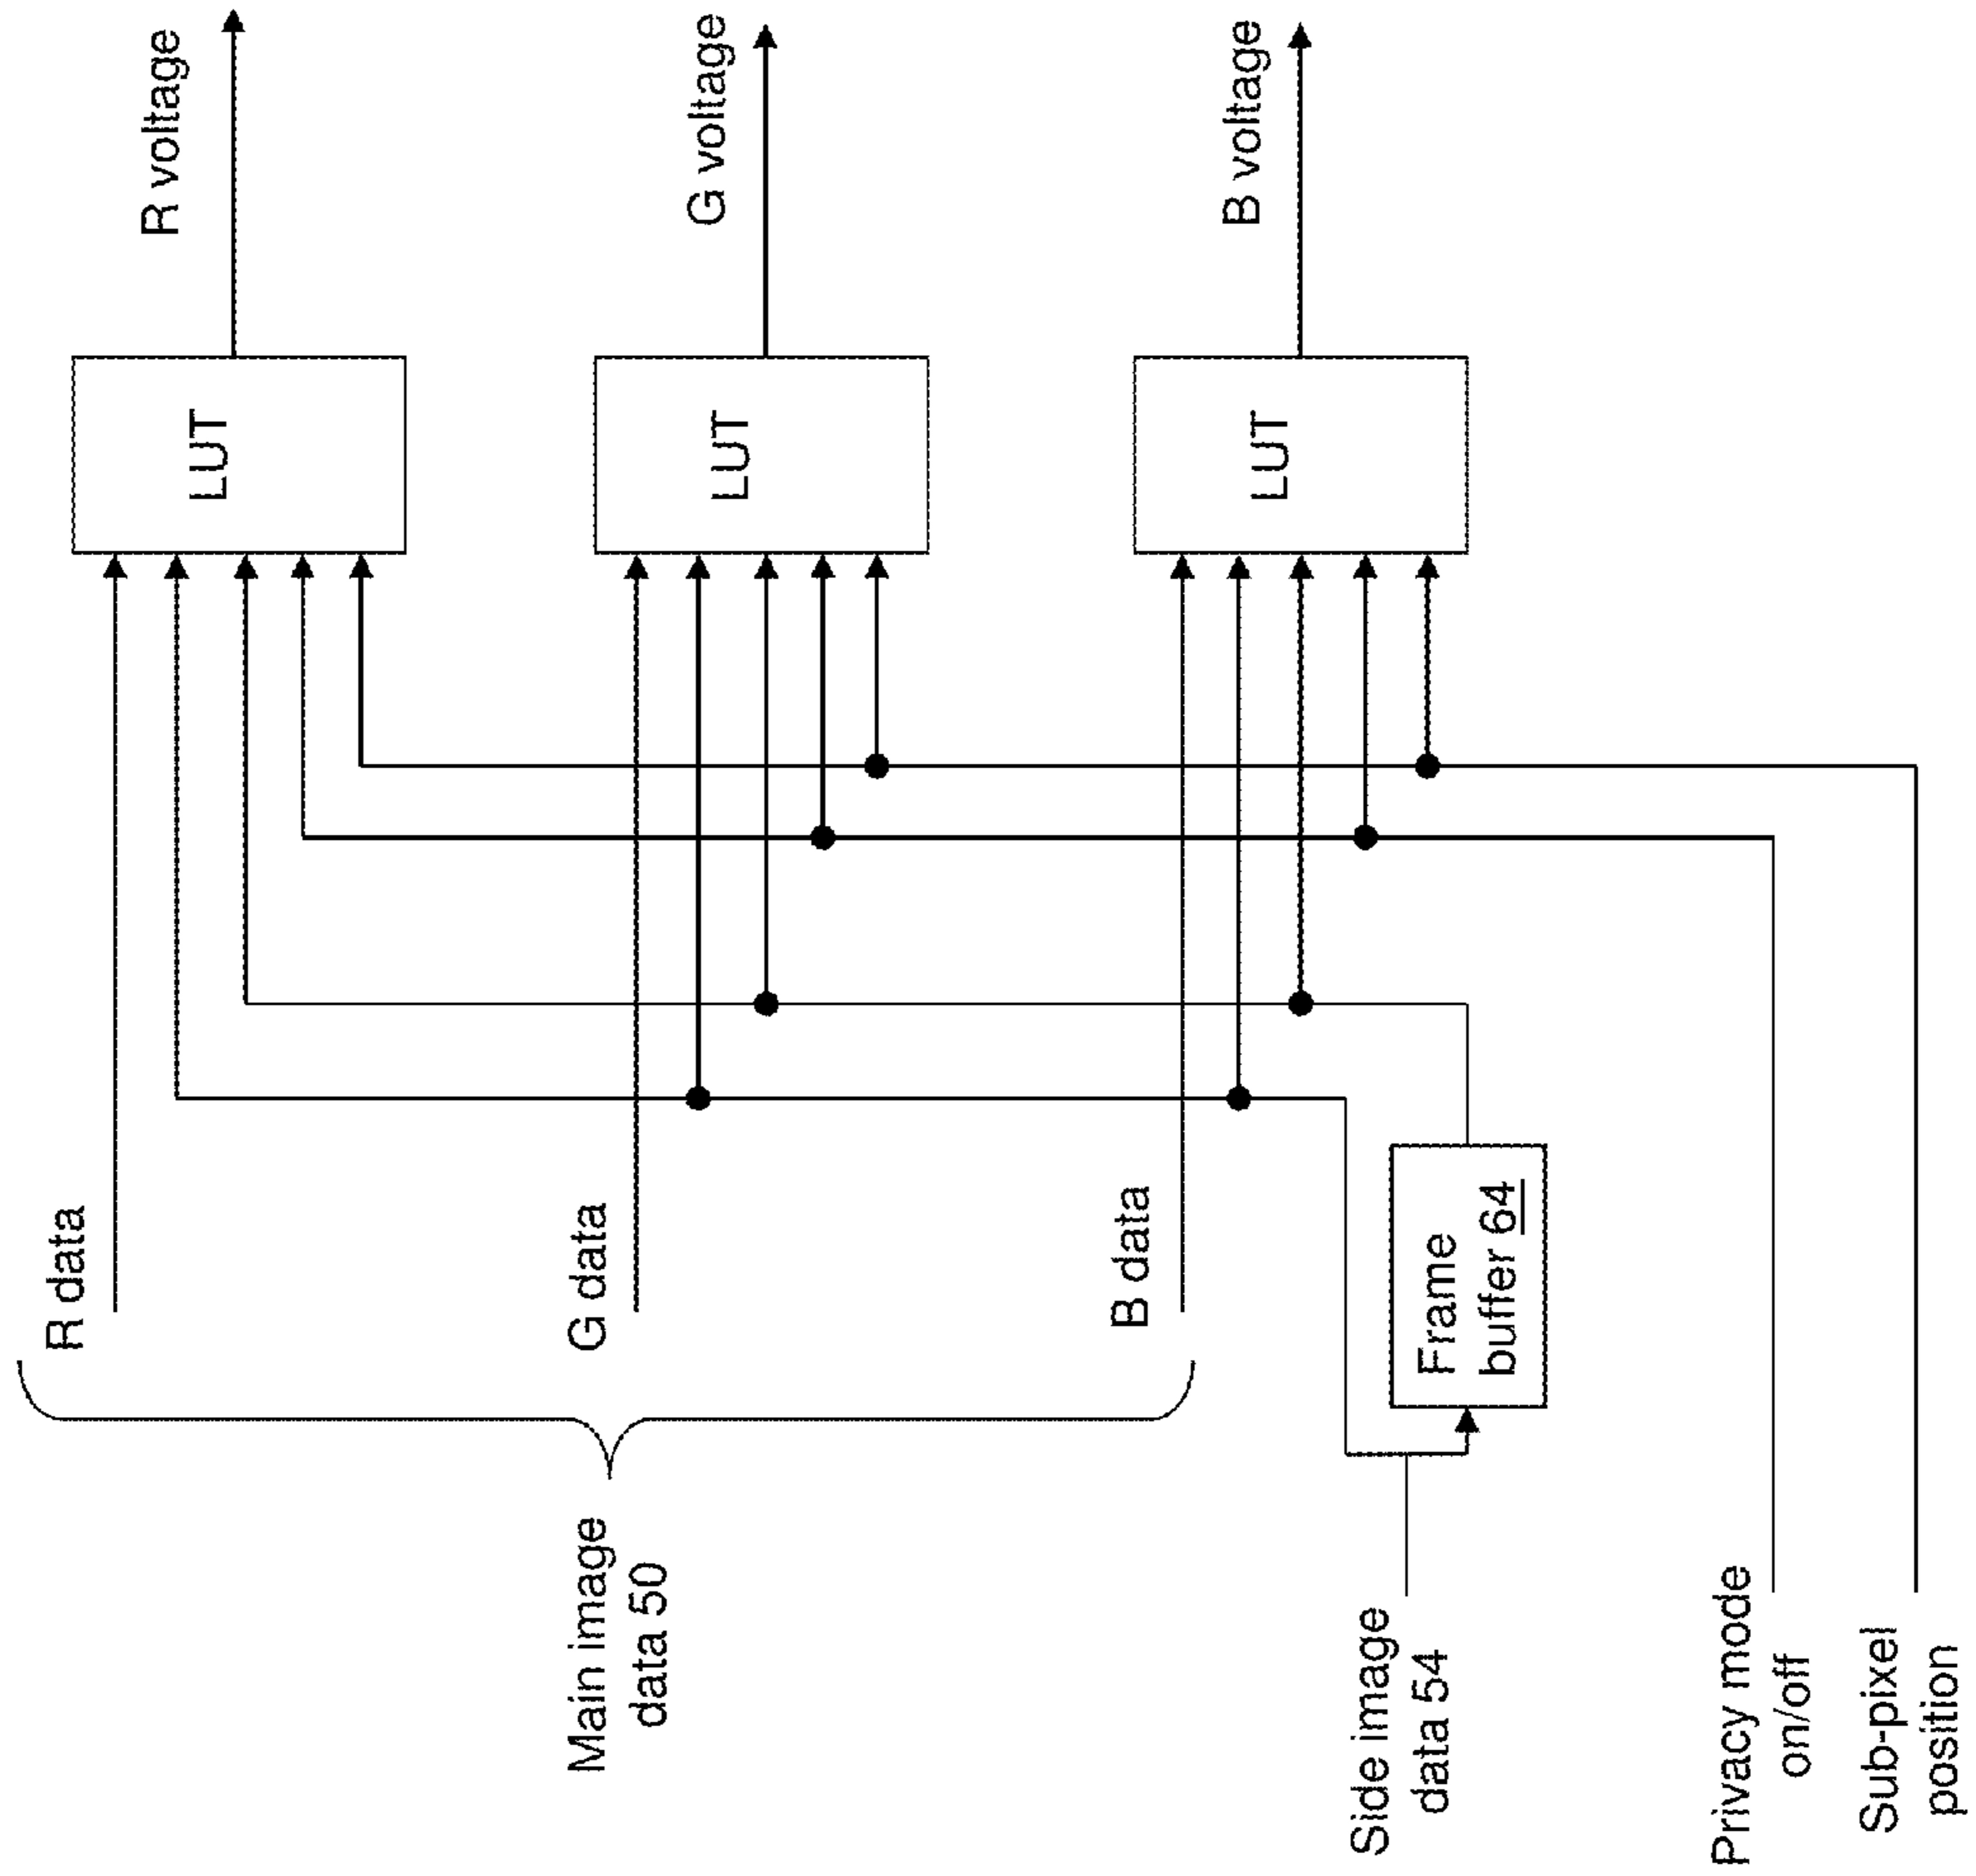 R data
G data
B data
Main image
data 50
Side image
data 54
Frame
buffer 64
Privacy mode
on/off
Sub-pixel
position
LUT
LUT
LUT
R voltage
G voltage
B voltage